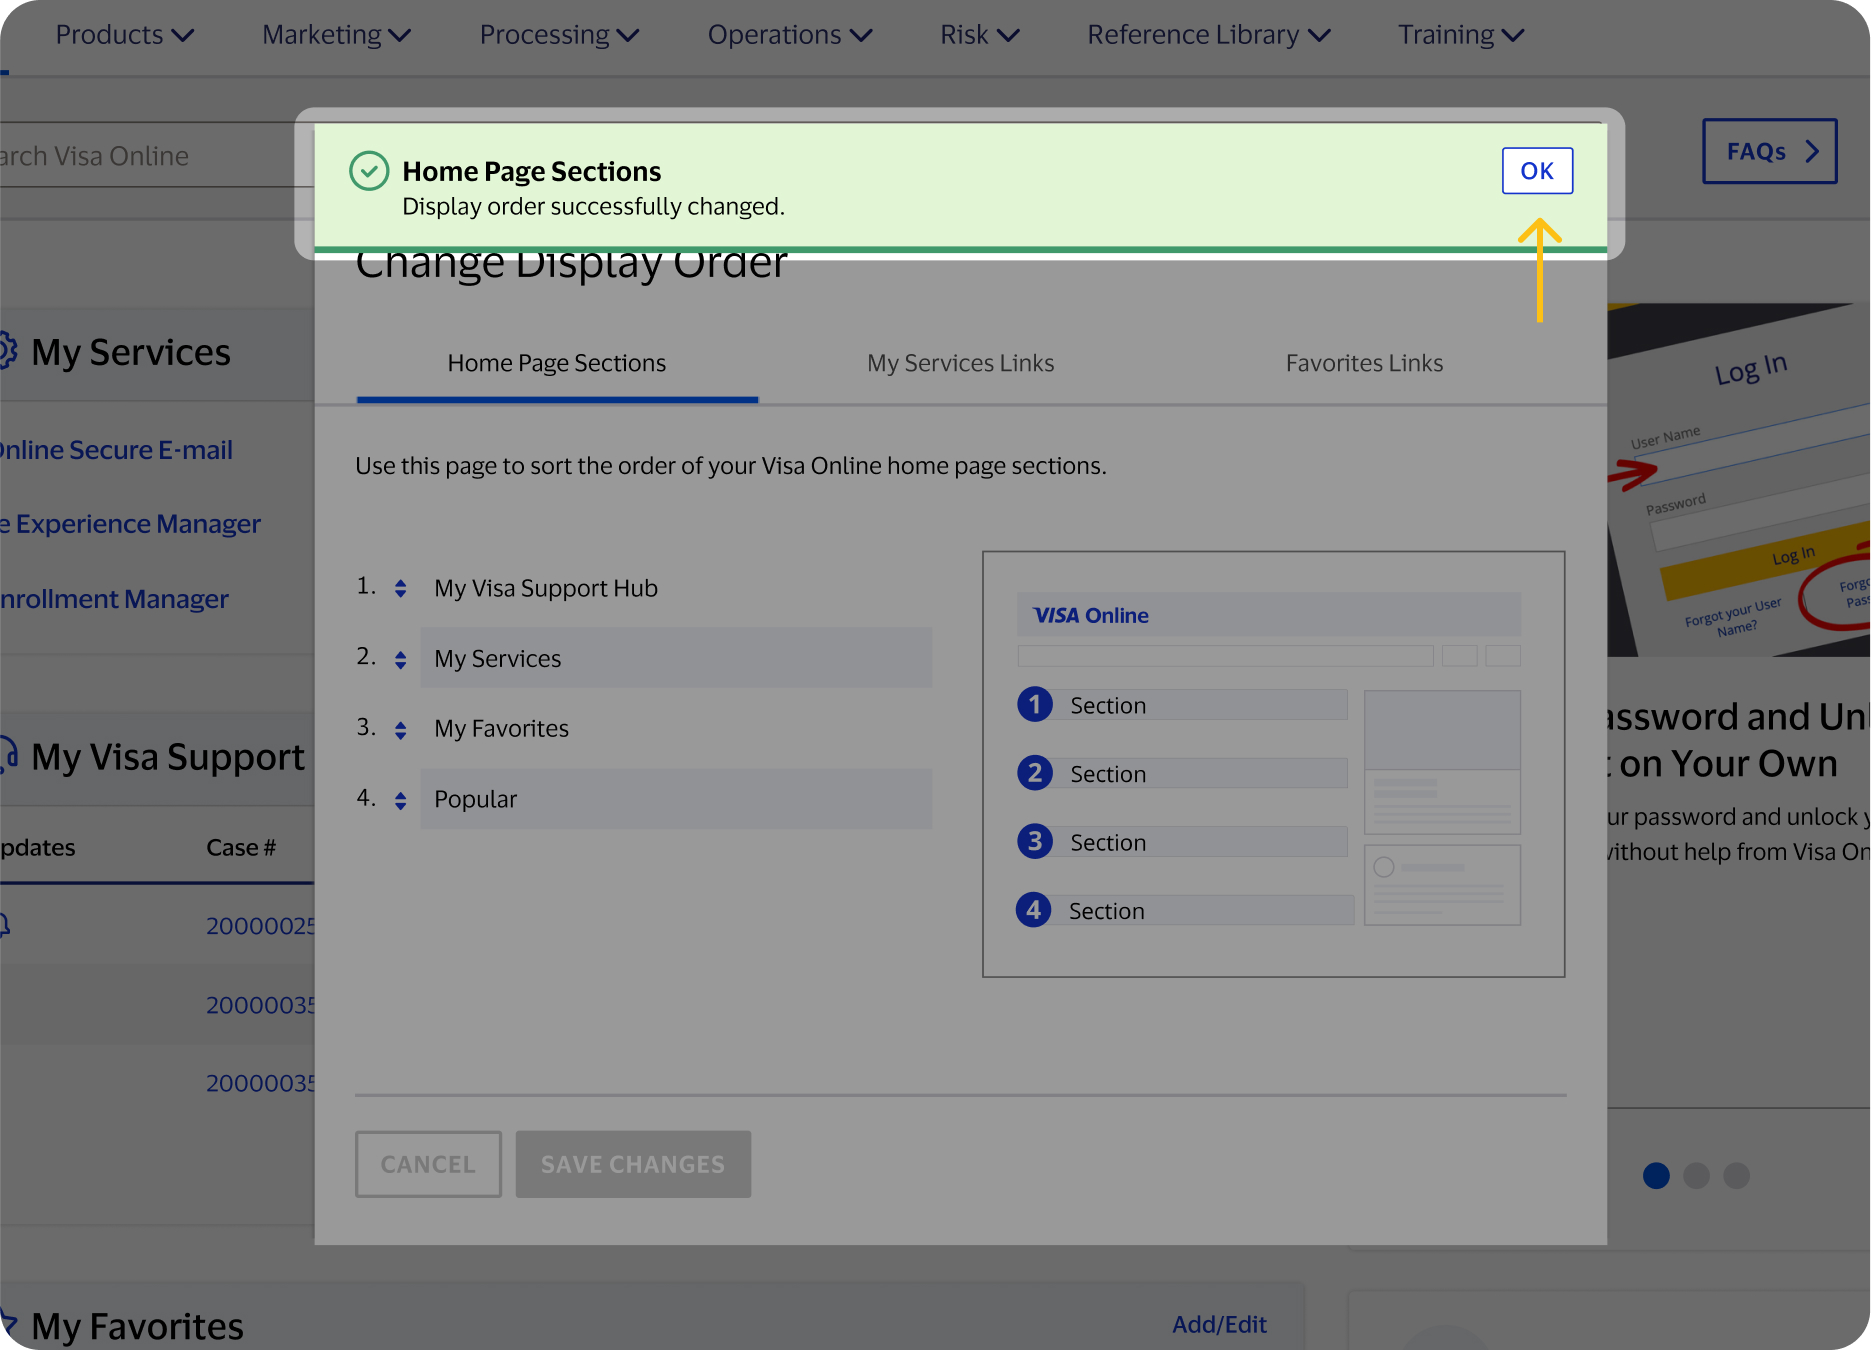 Products
Marketing
Processing
Operations
Risk
Reference Library
Training
arch Visa Online
Home Page Sections
Display order successfully changed.
OK
FAQs
Change Display Order
My Services
Online Secure E-mail
e Experience Manager
nrollment Manager
Home Page Sections
My Services Links
Favorites Links
Use this page to sort the order of your Visa Online home page sections.
1. My Visa Support Hub
2. My Services
3. My Favorites
4. Popular
VISA Online
1 Section
2 Section
3 Section
4 Section
Log In
User Name
Password
Log In
Forgot your User
Name?
Forgo
Pass
My Visa Support
pdates
Case #
20000025
20000035
20000035
assword and Unl
t on Your Own
ur password and unlock y
without help from Visa On
CANCEL
SAVE CHANGES
My Favorites
Add/Edit